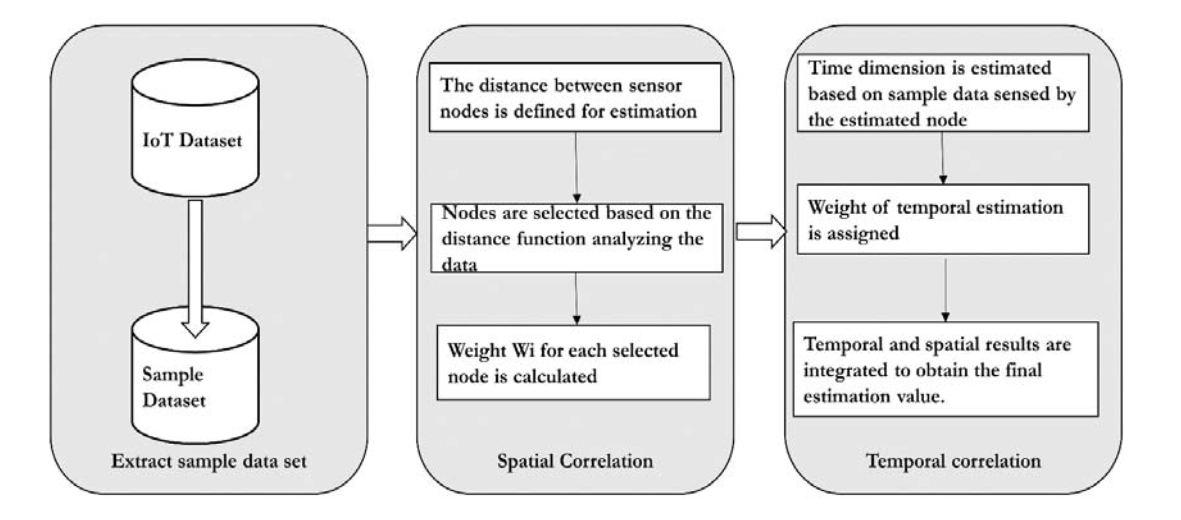 IoT Dataset
Sample
Dataset
Extract sample data set
The distance between sensor
nodes is defined for estimation
Nodes are selected based on the
distance function analyzing the
data
Weight Wi for each selected
node is calculated
Spatial Correlation
Time dimension is estimated
based on sample data sensed by
the estimated node
Weight of temporal estimation
is assigned
Temporal and spatial results are
integrated to obtain the final
estimation value.
Temporal correlation